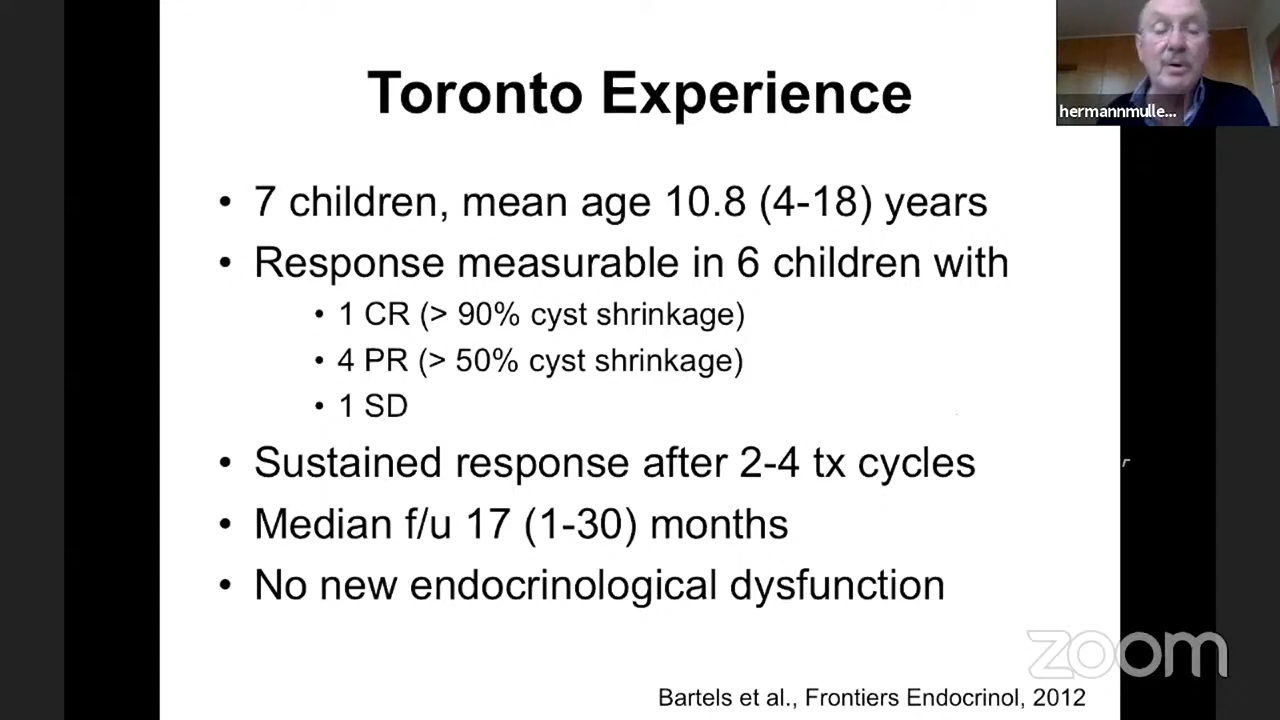 Toronto Experience
hermannmulle...
• 7 children, mean age 10.8 (4-18) years
• Response measurable in 6 children with
• 1 CR (> 90% cyst shrinkage)
• 4 PR (> 50% cyst shrinkage)
• 1 SD
• Sustained response after 2-4 tx cycles
• Median f/u 17 (1-30) months
• No new endocrinological dysfunction
zoom
Bartels et al., Frontiers Endocrinol, 2012